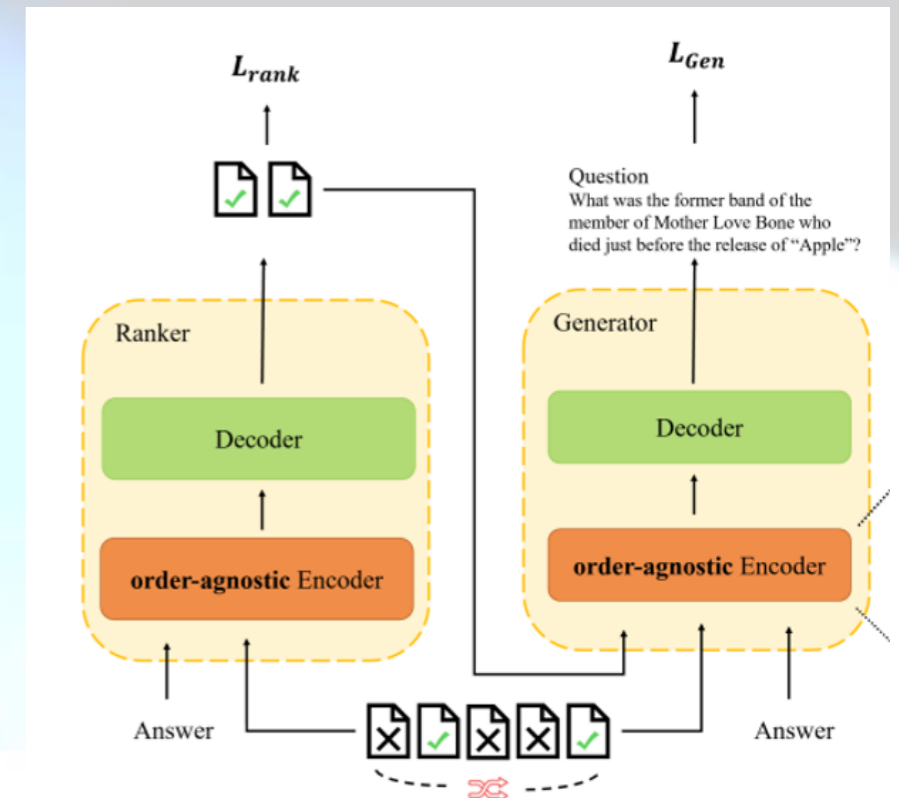 L_rank
L_Gen
Question
What was the former band of the
member of Mother Love Bone who
died just before the release of “Apple”?
Ranker
Generator
Decoder
Decoder
order-agnostic Encoder
order-agnostic Encoder
Answer
Answer